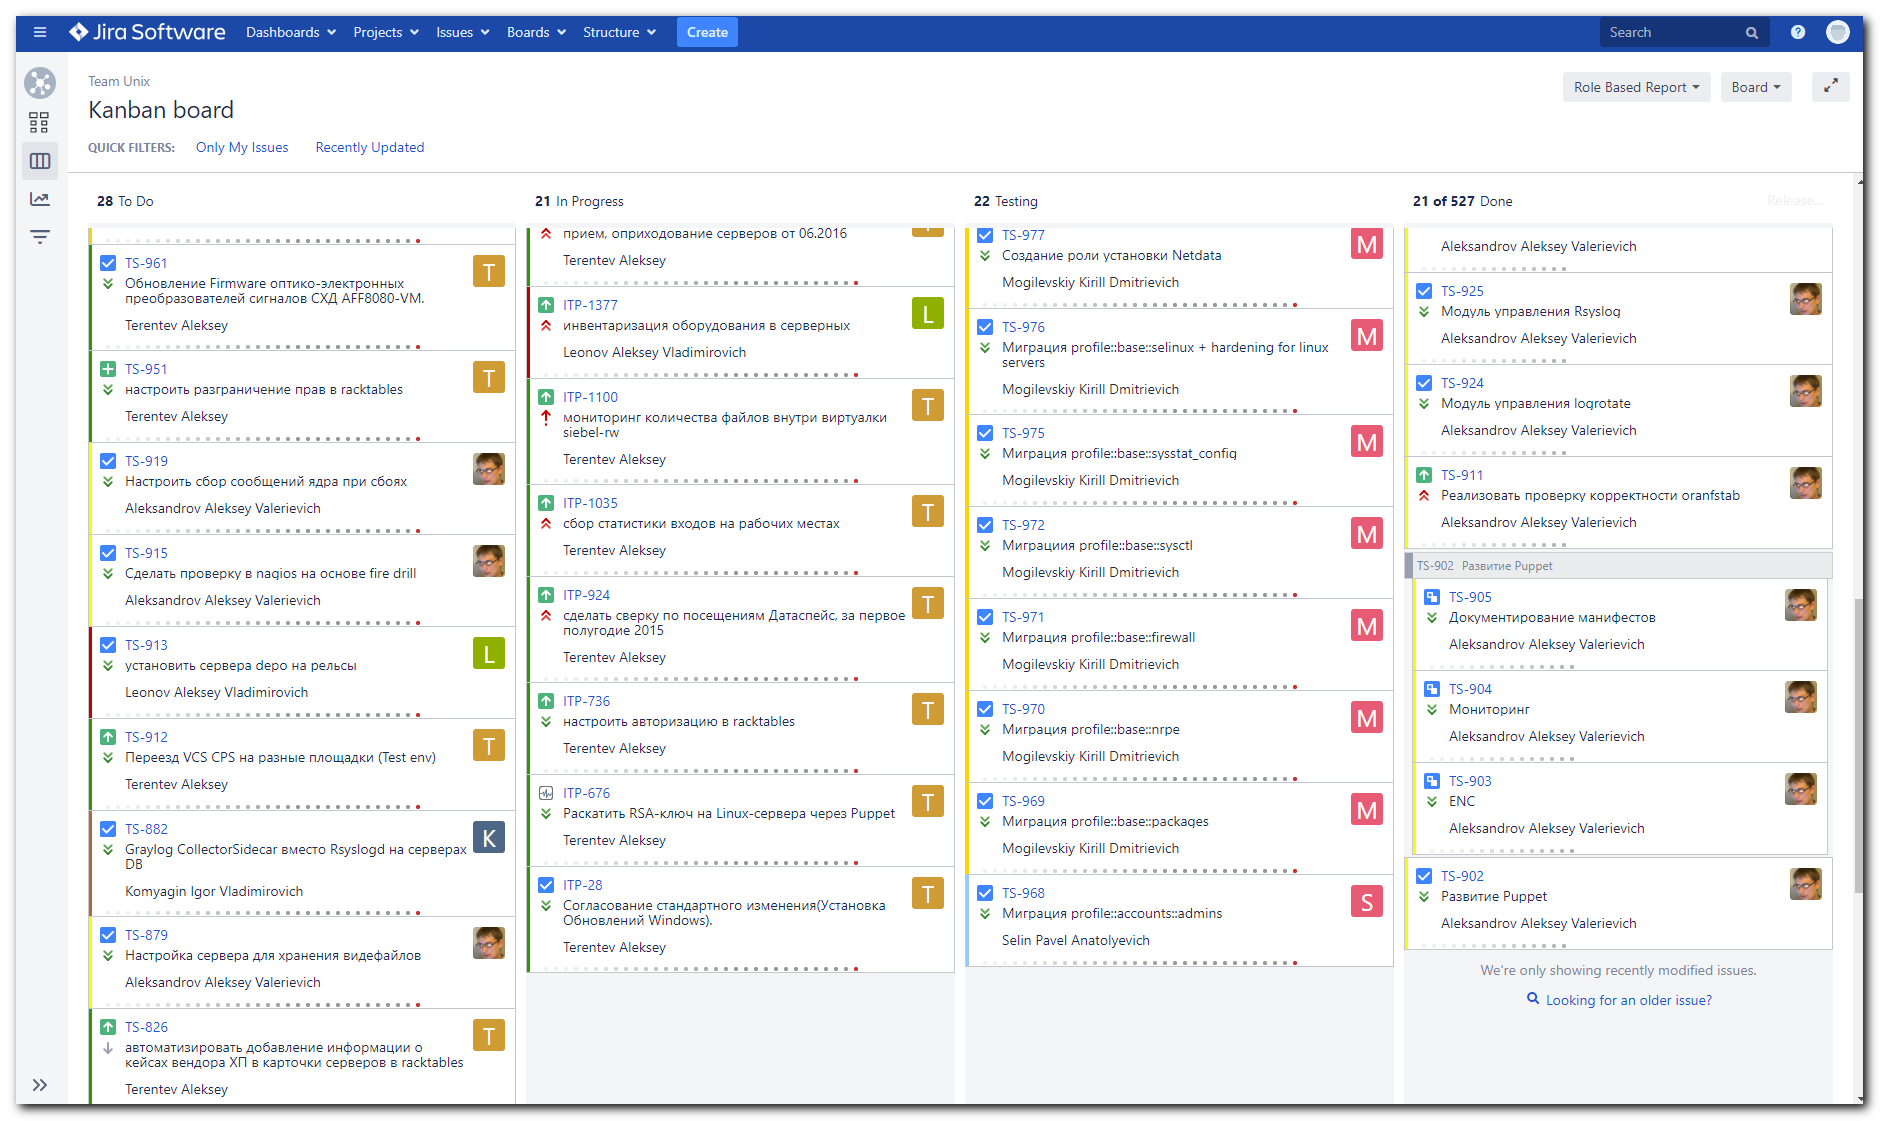 Jira Software
Dashboards
Projects
Issues
Boards
Structure
Create
Search
Team Unix
Kanban board
Role Based Report
Board
QUICK FILTERS:
Only My Issues
Recently Updated
28 To Do
TS-961
T
Обновление Firmware оптико-электронных
преобразователей сигналов СХД AFF8080-VM.
Terentev Aleksey
TS-951
T
настроить разграничение прав в racktables
Terentev Aleksey
TS-919
Настроить сбор сообщений ядра при сбоях
Aleksandrov Aleksey Valerievich
TS-915
Сделать проверку в nagios на основе fire drill
Aleksandrov Aleksey Valerievich
TS-913
L
установить сервера depo на рельсы
Leonov Aleksey Vladimirovich
TS-912
T
Переезд VCS CPS на разные площадки (Test env)
Terentev Aleksey
TS-882
K
Graylog CollectorSidecar вместо Rsyslogd на серверах
DB
Komyagin Igor Vladimirovich
TS-879
Настройка сервера для хранения видефайлов
Aleksandrov Aleksey Valerievich
TS-826
T
автоматизировать добавление информации о
кейсах вендора ХП в карточки серверов в racktables
Terentev Aleksey
21 In Progress
прием, оприходование серверов от 06.2016
Terentev Aleksey
ITP-1377
L
инвентаризация оборудования в серверных
Leonov Aleksey Vladimirovich
ITP-1100
T
мониторинг количества файлов внутри виртуалки
siebel-rw
Terentev Aleksey
ITP-1035
T
сбор статистики входов на рабочих местах
Terentev Aleksey
ITP-924
T
сделать сверку по посещениям Датаспейс, за первое
полугодие 2015
Terentev Aleksey
ITP-736
T
настроить авторизацию в racktables
Terentev Aleksey
ITP-676
T
Раскатить RSA-ключ на Linux-сервера через Puppet
Terentev Aleksey
ITP-28
T
Согласование стандартного изменения(Установка
Обновлений Windows).
Terentev Aleksey
22 Testing
TS-977
M
Создание роли установки Netdata
Mogilevskiy Kirill Dmitrievich
TS-976
M
Миграция profile::base::selinux + hardening for linux
servers
Mogilevskiy Kirill Dmitrievich
TS-975
M
Миграция profile::base::sysstat_config
Mogilevskiy Kirill Dmitrievich
TS-972
M
Миграциия profile::base::sysctl
Mogilevskiy Kirill Dmitrievich
TS-971
M
Миграция profile::base::firewall
Mogilevskiy Kirill Dmitrievich
TS-970
M
Миграция profile::base::nrpe
Mogilevskiy Kirill Dmitrievich
TS-969
M
Миграция profile::base::packages
Mogilevskiy Kirill Dmitrievich
TS-968
S
Миграция profile::accounts::admins
Selin Pavel Anatolyevich
21 of 527 Done
Release...
Aleksandrov Aleksey Valerievich
TS-925
Модуль управления Rsyslog
Aleksandrov Aleksey Valerievich
TS-924
Модуль управления logrotate
Aleksandrov Aleksey Valerievich
TS-911
Реализовать проверку корректности oranfstab
Aleksandrov Aleksey Valerievich
TS-902 Развитие Puppet
TS-905
Документирование манифестов
Aleksandrov Aleksey Valerievich
TS-904
Мониторинг
Aleksandrov Aleksey Valerievich
TS-903
ENC
Aleksandrov Aleksey Valerievich
TS-902
Развитие Puppet
Aleksandrov Aleksey Valerievich
We're only showing recently modified issues.
Looking for an older issue?